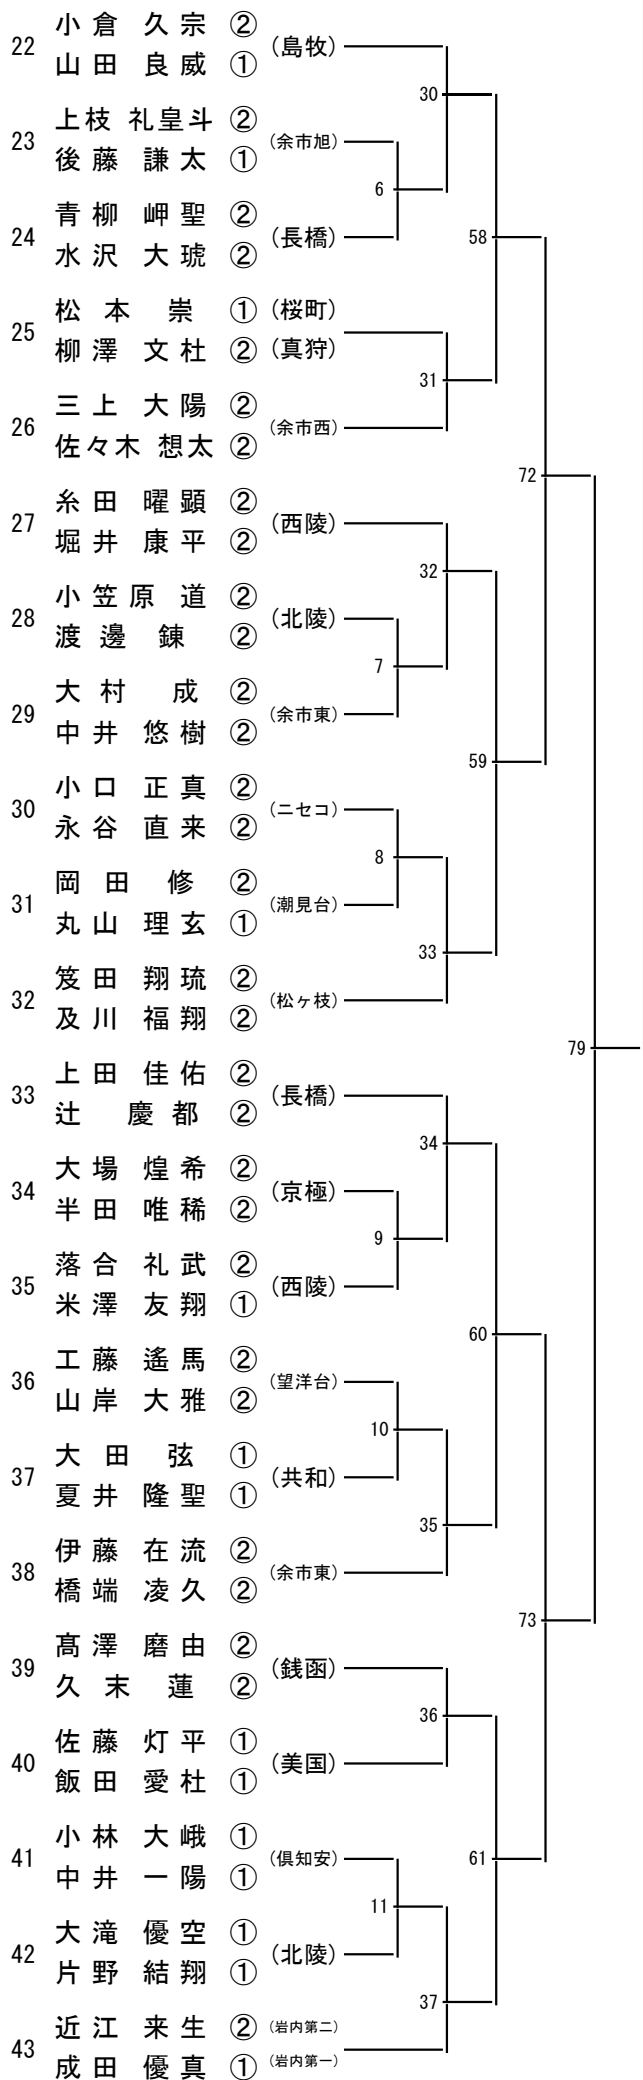 22 小倉 久宗 ② (島牧)
山田 良威 ①
30
23 上枝 礼皇斗 ② (余市旭)
後藤 謙太 ①
6
24 青柳 岬聖 ② (長橋) 58
水沢 大琥 ②
25 松本 崇 ① (桜町)
柳澤 文杜 ② (真狩)
31
26 三上 大陽 ② (余市西)
佐々木 想太 ②
72
27 糸田 曜顕 ② (西陵)
堀井 康平 ②
32
28 小笠原 道 ② (北陵)
渡邊 錬 ②
7
29 大村 成 ② (余市東)
中井 悠樹 ②
59
30 小口 正真 ② (ニセコ)
永谷 直来 ②
8
31 岡田 修 ② (潮見台)
丸山 理玄 ①
33
32 笈田 翔琉 ② (松ヶ枝)
及川 福翔 ②
79
33 上田 佳佑 ② (長橋)
辻 慶都 ②
34
34 大場 煌希 ② (京極)
半田 唯稀 ②
9
35 落合 礼武 ② (西陵)
米澤 友翔 ①
60
36 工藤 遙馬 ② (望洋台)
山岸 大雅 ②
10
37 大田 弦 ① (共和)
夏井 隆聖 ①
35
38 伊藤 在流 ② (余市東)
橋端 凌久 ②
73
39 髙澤 磨由 ② (銭函)
久末 蓮 ②
36
40 佐藤 灯平 ① (美国)
飯田 愛杜 ①
41 小林 大峨 ① (倶知安) 61
中井 一陽 ①
11
42 大滝 優空 ① (北陵)
片野 結翔 ①
37
43 近江 来生 ② (岩内第二)
成田 優真 ① (岩内第一)